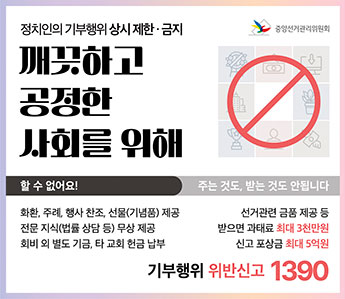 정치인의 기부행위 상시 제한 · 금지
중앙선거관리위원회
깨끗하고
공정한
사회를 위해
할 수 없어요!
주는 것도, 받는 것도 안됩니다
화환, 주례, 행사 찬조, 선물(기념품) 제공
전문 지식(법률 상담 등) 무상 제공
회비 외 별도 기금, 타 교회 헌금 납부
선거관련 금품 제공 등
받으면 과태료 최대 3천만원
신고 포상금 최대 5억원
기부행위 위반신고 1390